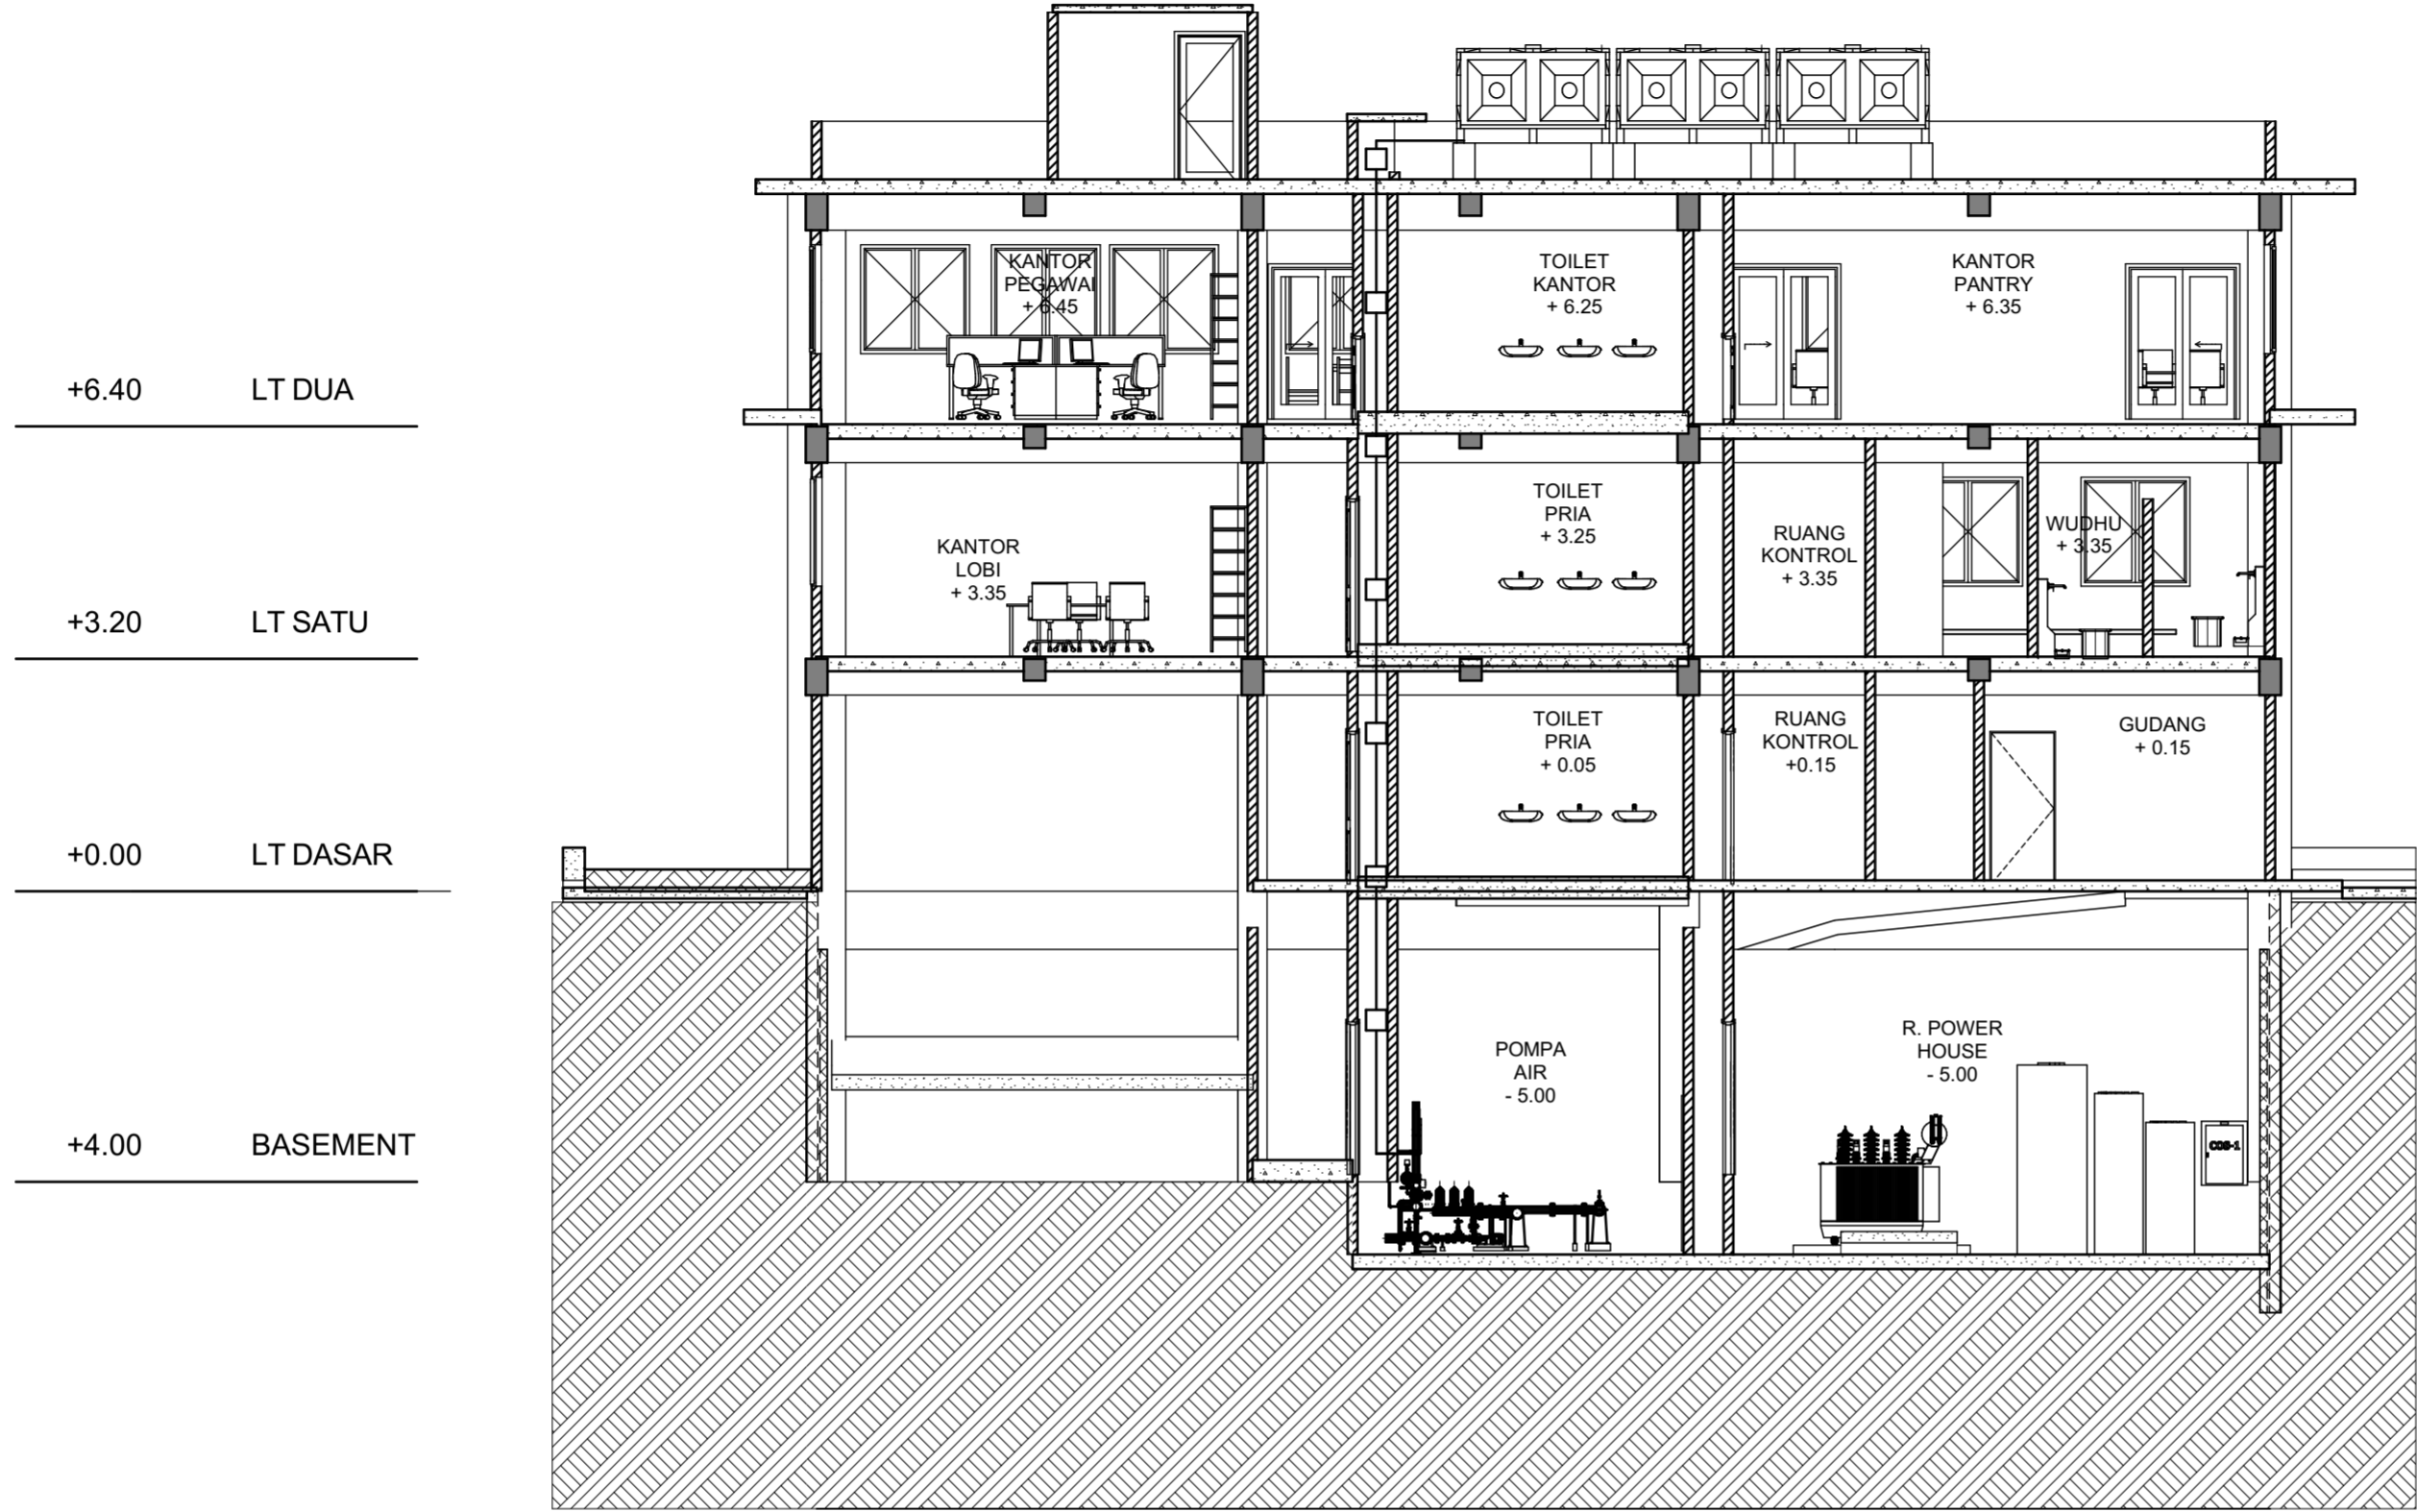 KANTOR
PEGAWAI
+ 6.45
TOILET
KANTOR
+ 6.25
KANTOR
PANTRY
+ 6.35
+6.40 LT DUA
KANTOR
LOBI
+ 3.35
TOILET
PRIA
+ 3.25
RUANG
KONTROL
+ 3.35
WUDHU
+ 3.35
+3.20 LT SATU
TOILET
PRIA
+ 0.05
RUANG
KONTROL
+0.15
GUDANG
+ 0.15
+0.00 LT DASAR
POMPA
AIR
- 5.00
R. POWER
HOUSE
- 5.00
COS-1
+4.00 BASEMENT